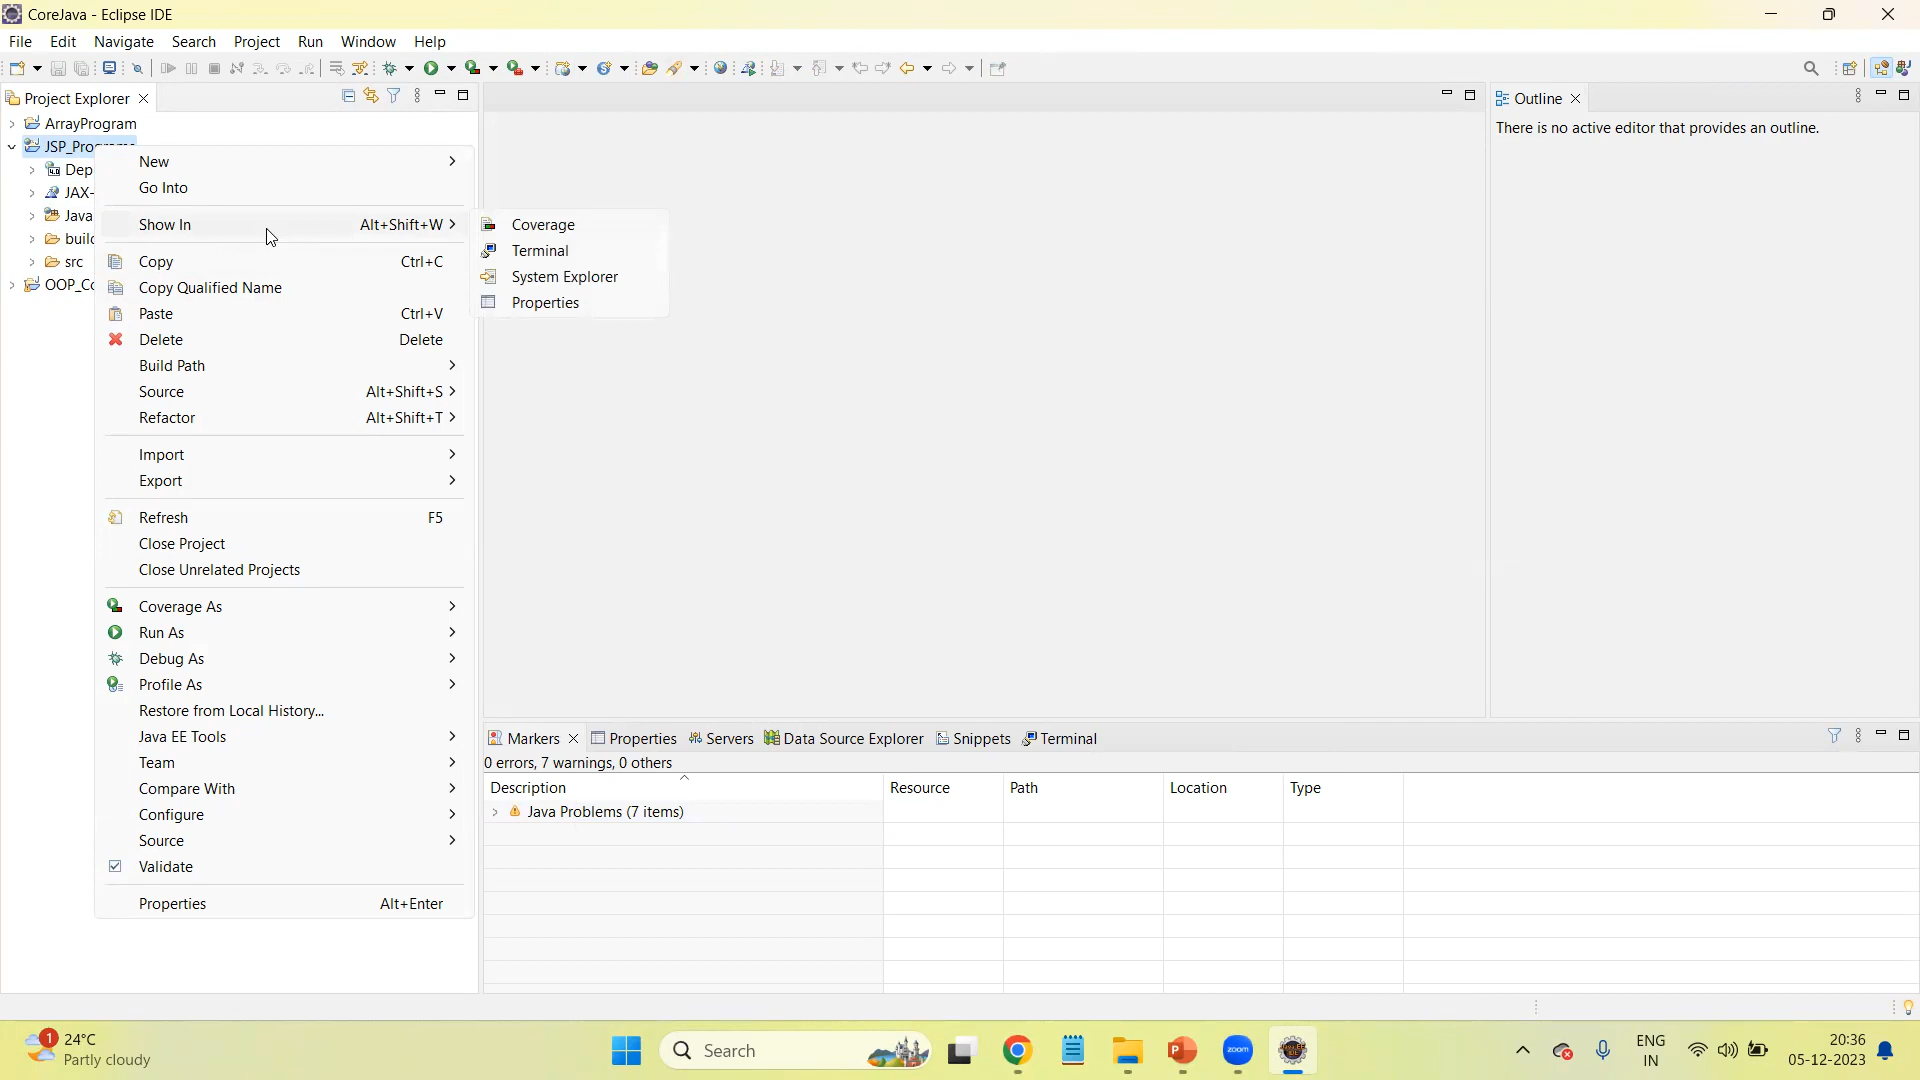 CoreJava - Eclipse IDE
File Edit Navigate Search Project Run Window Help
Project Explorer
ArrayProgram
JSP_Programs
Dep
JAX-
Java
build
src
OOP_Co
New
Go Into
Show In Alt+Shift+W
Copy Ctrl+C
Copy Qualified Name
Paste Ctrl+V
Delete Delete
Build Path
Source Alt+Shift+S
Refactor Alt+Shift+T
Import
Export
Refresh F5
Close Project
Close Unrelated Projects
Coverage As
Run As
Debug As
Profile As
Restore from Local History...
Java EE Tools
Team
Compare With
Configure
Source
Validate
Properties Alt+Enter
Coverage
Terminal
System Explorer
Properties
Outline
There is no active editor that provides an outline.
Markers Properties Servers Data Source Explorer Snippets Terminal
0 errors, 7 warnings, 0 others
Description Resource Path Location Type
Java Problems (7 items)
1
24°C
Partly cloudy
Search
zoom
ENG
IN
20:36
05-12-2023